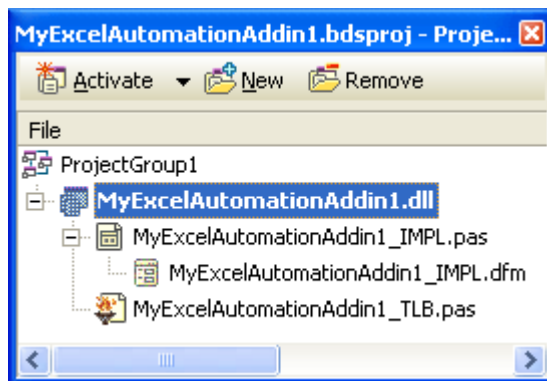 MyExcelAutomationAddin1.bdsproj - Proje...
Activate New Remove
File
ProjectGroup1
MyExcelAutomationAddin1.dll
MyExcelAutomationAddin1_IMPL.pas
MyExcelAutomationAddin1_IMPL.dfm
MyExcelAutomationAddin1_TLB.pas